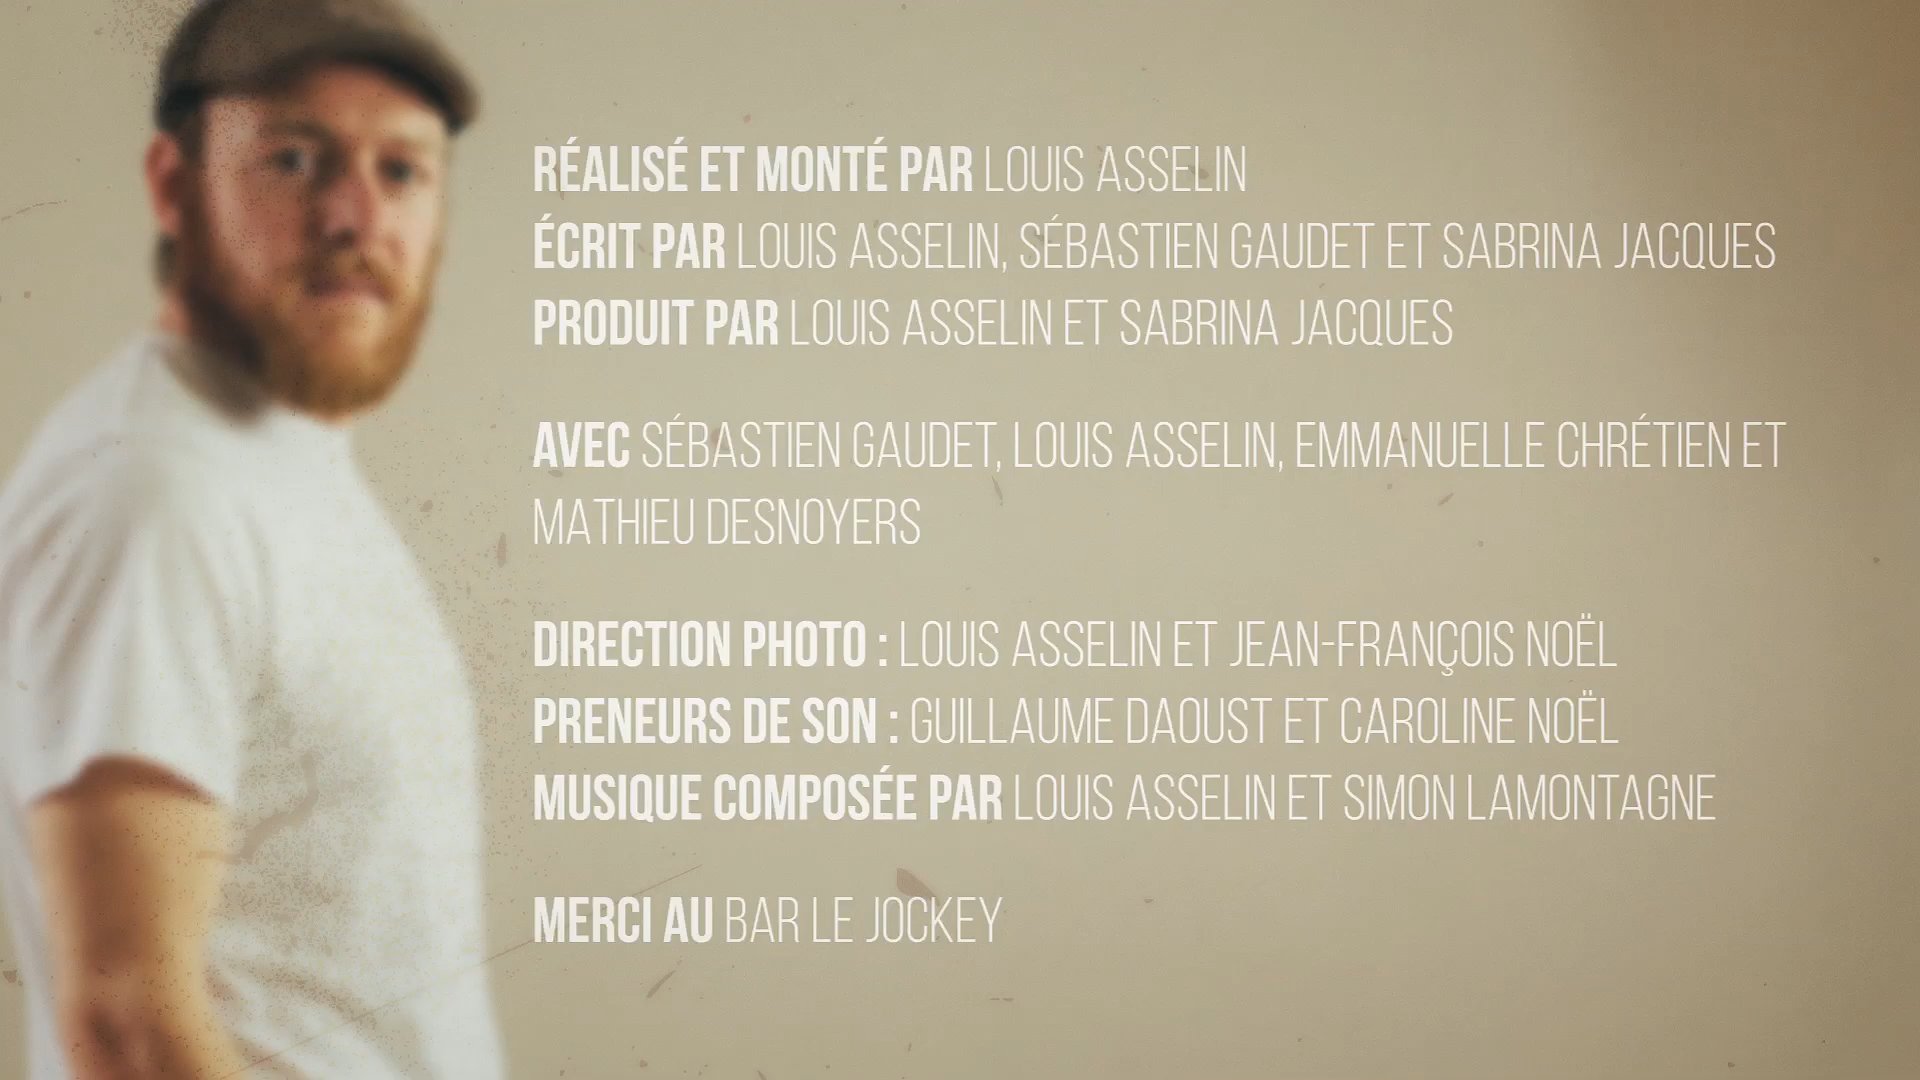 RÉALISÉ ET MONTÉ PAR LOUIS ASSELIN
ÉCRIT PAR LOUIS ASSELIN, SÉBASTIEN GAUDET ET SABRINA JACQUES
PRODUIT PAR LOUIS ASSELIN ET SABRINA JACQUES
AVEC SÉBASTIEN GAUDET, LOUIS ASSELIN, EMMANUELLE CHRÉTIEN ET
MATHIEU DESNOYERS
DIRECTION PHOTO : LOUIS ASSELIN ET JEAN-FRANÇOIS NOËL
PRENEURS DE SON : GUILLAUME DAOUST ET CAROLINE NOËL
MUSIQUE COMPOSÉE PAR LOUIS ASSELIN ET SIMON LAMONTAGNE
MERCI AU BAR LE JOCKEY